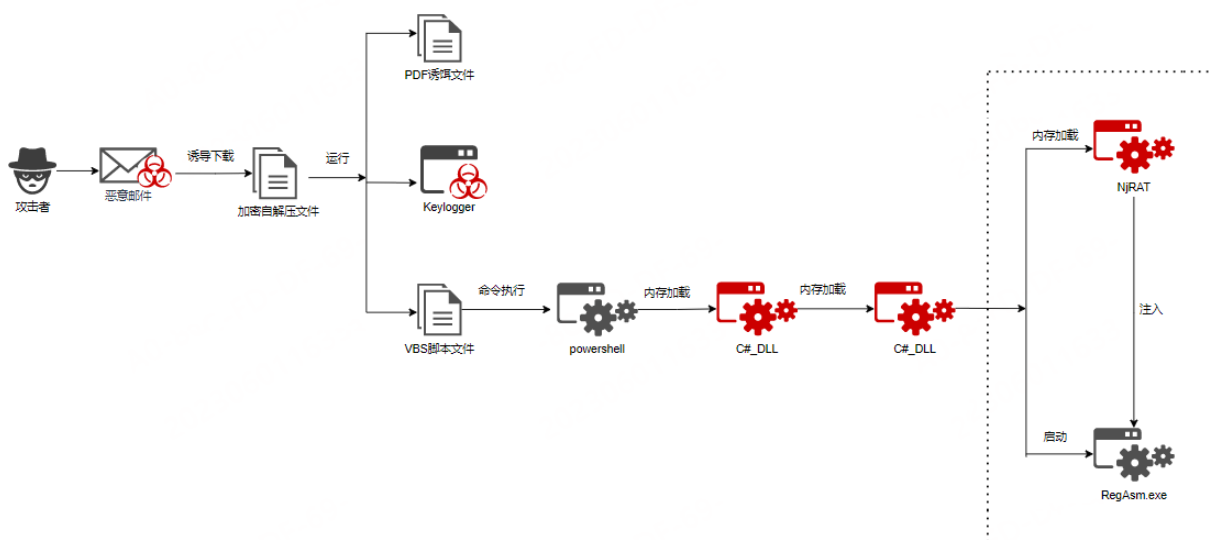 PDF诱饵文件
攻击者
恶意邮件
诱导下载
加密自解压文件
运行
Keylogger
VBS脚本文件
命令执行
powershell
内存加载
C#_DLL
内存加载
C#_DLL
内存加载
NjRAT
注入
启动
RegAsm.exe